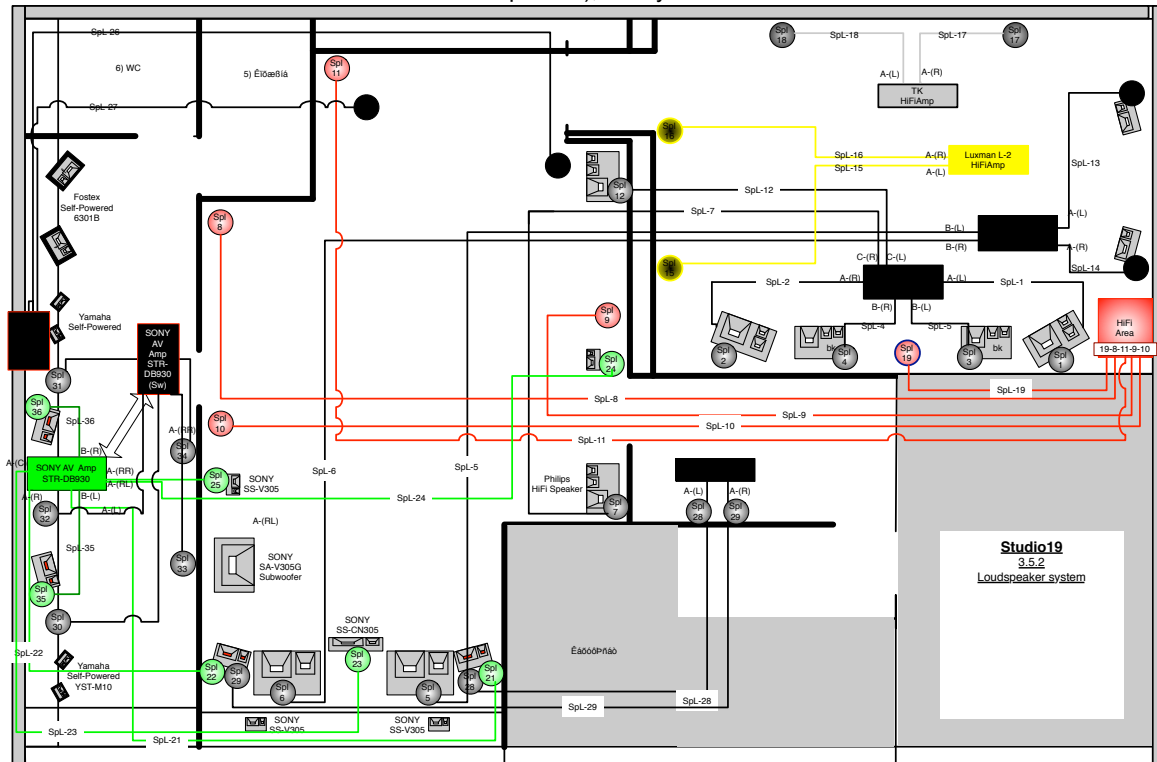 SpL-26
6) WC
5) Êïõæßíá
SpL-27
Spl
11
Spl
18
SpL-18
SpL-17
Spl
17
A-(L)
A-(R)
TK
HiFiAmp
Spl
16
SpL-16
SpL-15
A-(R)
A-(L)
Luxman L-2
HiFiAmp
SpL-13
Fostex
Self-Powered
6301B
Spl
12
SpL-12
SpL-7
Spl
8
B-(L)
B-(R)
A-(L)
A-(R)
SpL-14
Spl
15
C-(R)
C-(L)
SpL-2
A-(R)
A-(L)
SpL-1
B-(R)
B-(L)
SpL-4
SpL-5
Yamaha
Self-Powered
SONY
AV
Amp
STR-
DB930
(Sw)
Spl
9
HiFi
Area
19-8-11-9-10
Spl
2
bk
Spl
4
Spl
19
bk
Spl
3
Spl
1
Spl
24
Spl
31
Spl
36
SpL-36
SpL-19
SpL-8
SpL-9
SpL-10
SpL-11
Spl
10
A-(RR)
Spl
34
A-(C)
SONY AV Amp
STR-DB930
B-(R)
A-(RR)
A-(RL)
B-(L)
A-(L)
A-(R)
Spl
32
Spl
25
SONY
SS-V305
SpL-6
SpL-5
SpL-24
Philips
HiFi Speaker
Spl
7
A-(L)
A-(R)
Spl
28
Spl
29
A-(RL)
SpL-35
Spl
35
Spl
33
SONY
SA-V305G
Subwoofer
Studio19
3.5.2
Loudspeaker system
Spl
30
SpL-22
SONY
SS-CN305
Yamaha
Self-Powered
YST-M10
Spl
22
Spl
29
Spl
6
Spl
23
Spl
5
Spl
28
Spl
21
ÊáôóôÞñáò
SpL-29
SpL-28
SONY
SS-V305
SONY
SS-V305
SpL-23
SpL-21